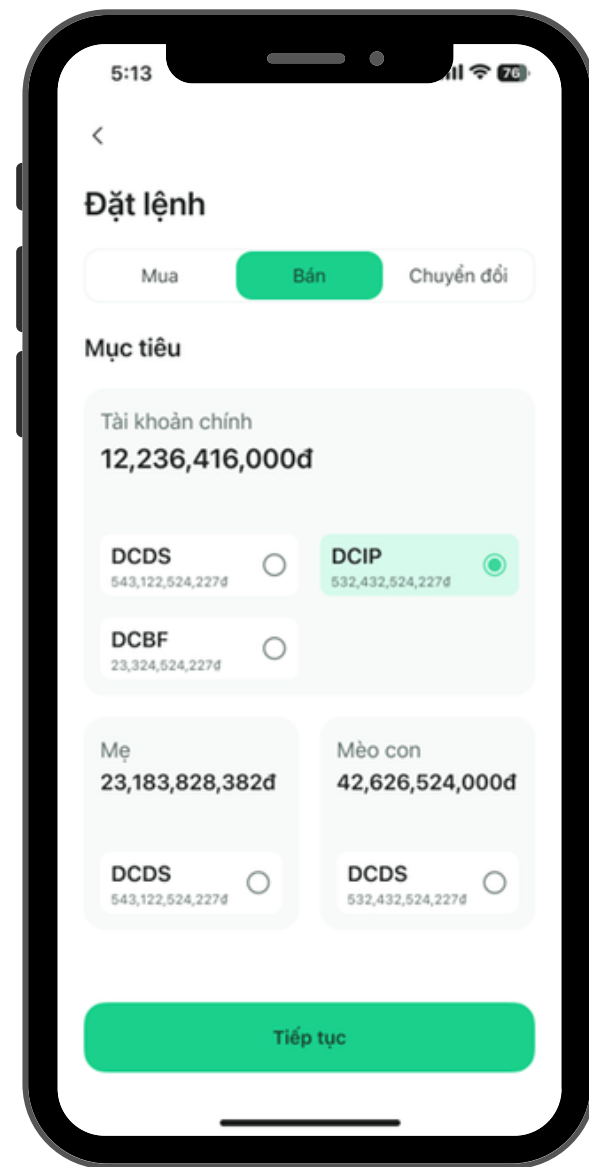 5:13
76
Đặt lệnh
Mua Bán Chuyển đổi
Mục tiêu
Tài khoản chính
12,236,416,000đ
DCDS
543,122,524,227đ
DCIP
532,432,524,227đ
DCBF
23,324,524,227đ
Mẹ
23,183,828,382đ
DCDS
543,122,524,227đ
Mèo con
42,626,524,000đ
DCDS
532,432,524,227đ
Tiếp tục